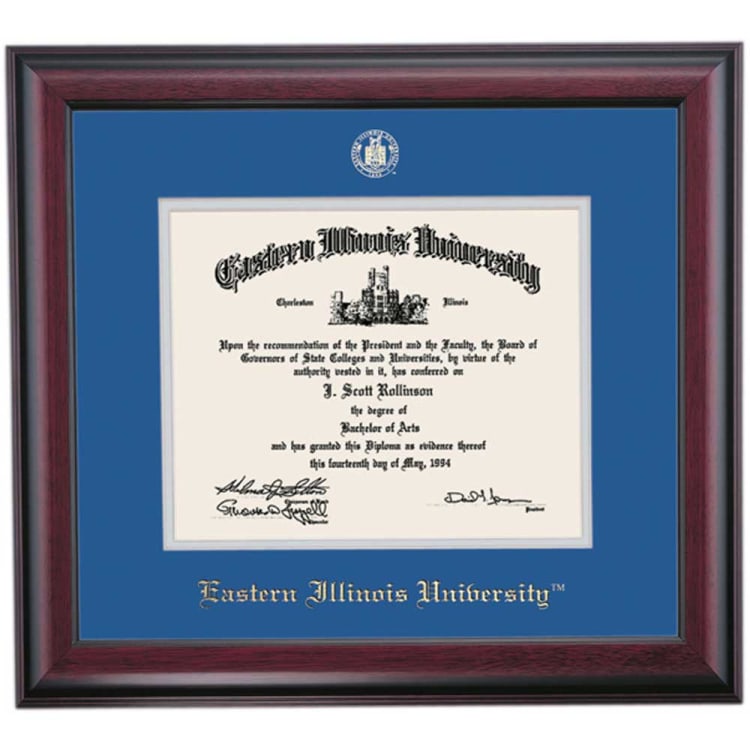 Eastern Illinois University
Charleston Illinois
Upon the recommendation of the President and the Faculty, the Board of
Governors of State Colleges and Universities, by virtue of the
authority vested in it, has conferred on
J. Scott Rollinson
the degree of
Bachelor of Arts
and has granted this Diploma as evidence thereof
this fourteenth day of May, 1994
President
Eastern Illinois University™